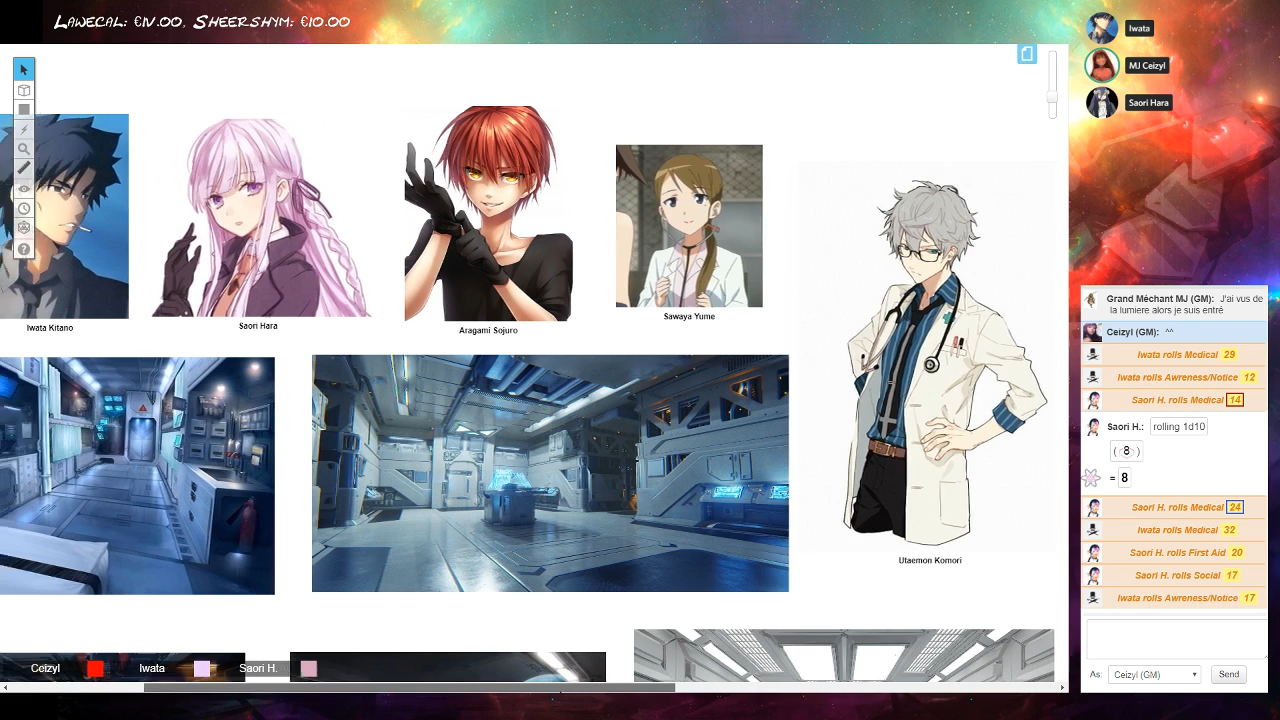 Lawecal: €IV.00, Sheershym: €10.00
Iwata
MJ Ceizyl
Saori Hara
Iwata Kitano
Saori Hara
Aragami Sojuro
Sawaya Yume
Utaemon Komori
Grand Méchant MJ (GM): J'ai vus de
la lumiere alors je suis entré
Ceizyl (GM): ^^
Iwata rolls Medical 29
Iwata rolls Awreness/Notice 12
Saori H. rolls Medical 14
Saori H.: rolling 1d10
( 8 )
= 8
Saori H. rolls Medical 24
Iwata rolls Medical 32
Saori H. rolls First Aid 20
Saori H. rolls Social 17
Iwata rolls Awreness/Notice 17
As: Ceizyl (GM) Send
Ceizyl Iwata Saori H.